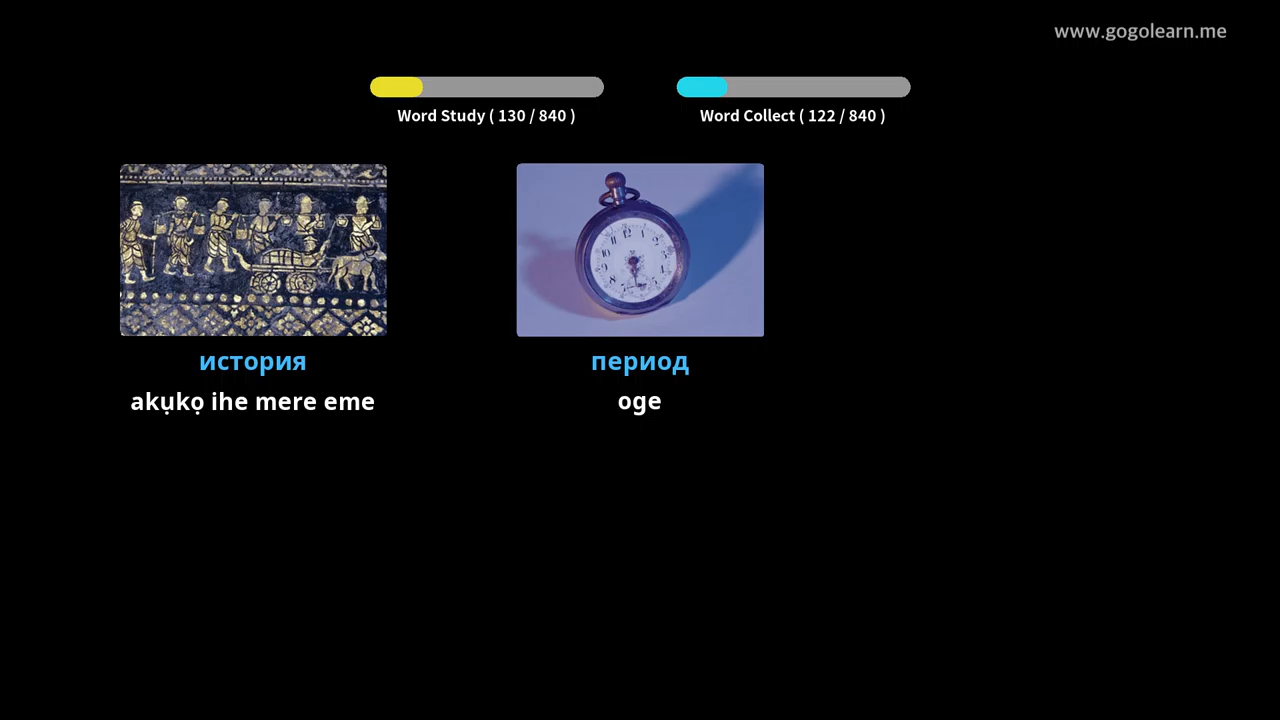 www.gogolearn.me
Word Study ( 130 / 840 )
Word Collect ( 122 / 840 )
история
период
akụkọ ihe mere eme
oge